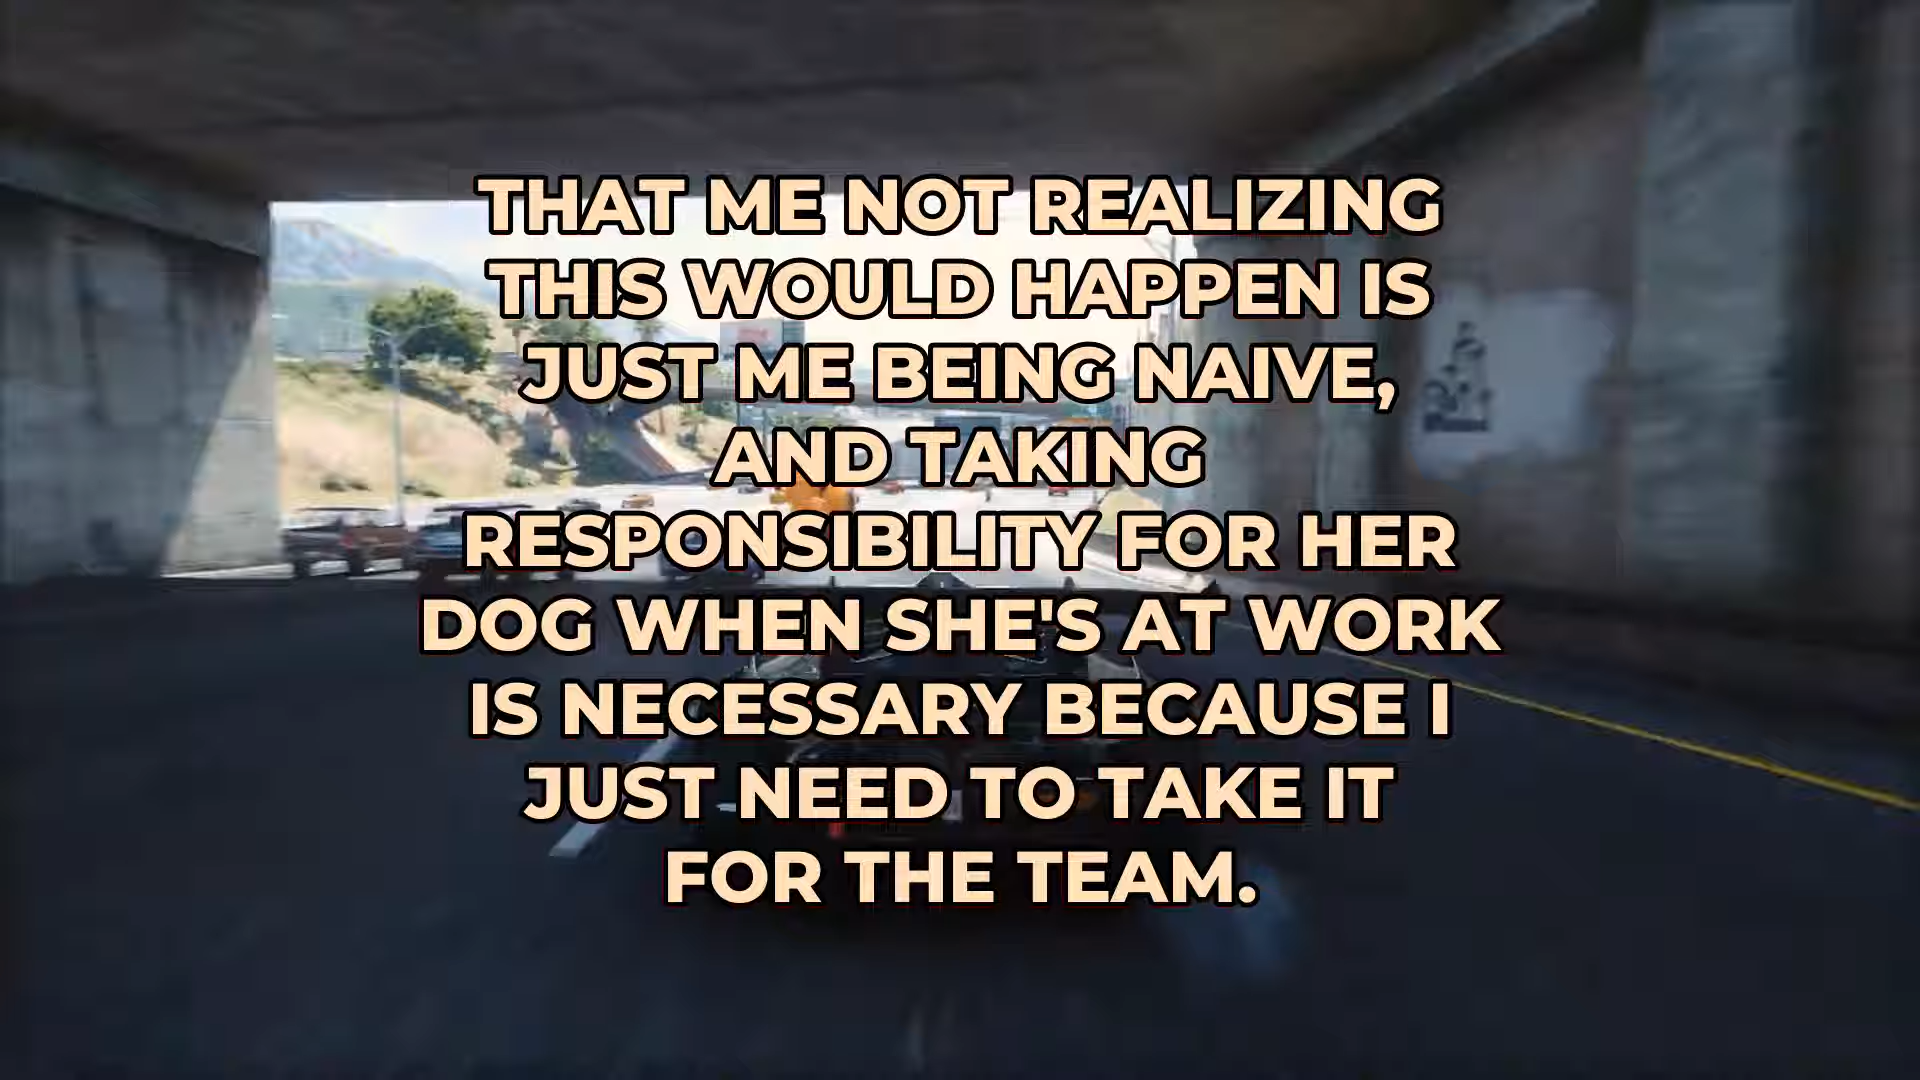 THAT ME NOT REALIZING
THIS WOULD HAPPEN IS
JUST ME BEING NAIVE,
AND TAKING
RESPONSIBILITY FOR HER
DOG WHEN SHE'S AT WORK
IS NECESSARY BECAUSE I
JUST NEED TO TAKE IT
FOR THE TEAM.